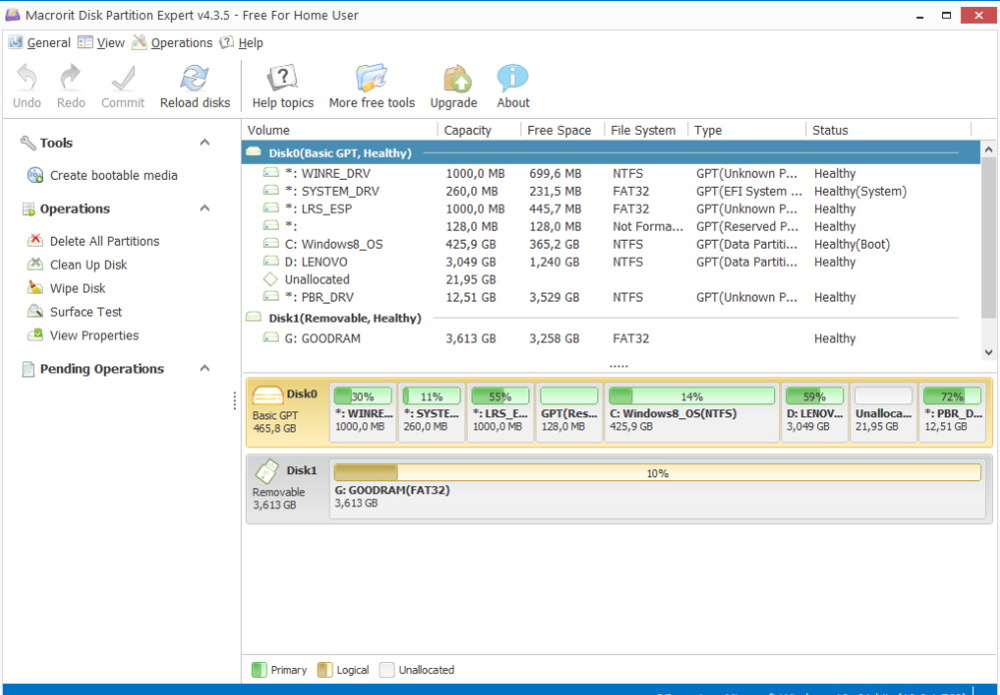 Macrorit Disk Partition Expert v4.3.5 - Free For Home User
General View Operations Help
Undo Redo Commit Reload disks Help topics More free tools Upgrade About
Tools
Create bootable media
Operations
Delete All Partitions
Clean Up Disk
Wipe Disk
Surface Test
View Properties
Pending Operations
Volume Capacity Free Space File System Type Status
Disk0(Basic GPT, Healthy)
*: WINRE_DRV 1000,0 MB 699,6 MB NTFS GPT(Unknown P... Healthy
*: SYSTEM_DRV 260,0 MB 231,5 MB FAT32 GPT(EFI System ... Healthy(System)
*: LRS_ESP 1000,0 MB 445,7 MB FAT32 GPT(Unknown P... Healthy
*: 128,0 MB 128,0 MB Not Forma... GPT(Reserved P... Healthy
C: Windows8_OS 425,9 GB 365,2 GB NTFS GPT(Data Partiti... Healthy(Boot)
D: LENOVO 3,049 GB 1,240 GB NTFS GPT(Data Partiti... Healthy
Unallocated 21,95 GB
*: PBR_DRV 12,51 GB 3,529 GB NTFS GPT(Unknown P... Healthy
Disk1(Removable, Healthy)
G: GOODRAM 3,613 GB 3,258 GB FAT32 Healthy
Disk0 30% 11% 55% 14% 59% 72%
Basic GPT *: WINRE... *: SYSTE... *: LRS_E... GPT(Res... C: Windows8_OS(NTFS) D: LENOV... Unalloca... *: PBR_D...
465,8 GB 1000,0 MB 260,0 MB 1000,0 MB 128,0 MB 425,9 GB 3,049 GB 21,95 GB 12,51 GB
Disk1 10%
Removable G: GOODRAM(FAT32)
3,613 GB 3,613 GB
Primary Logical Unallocated